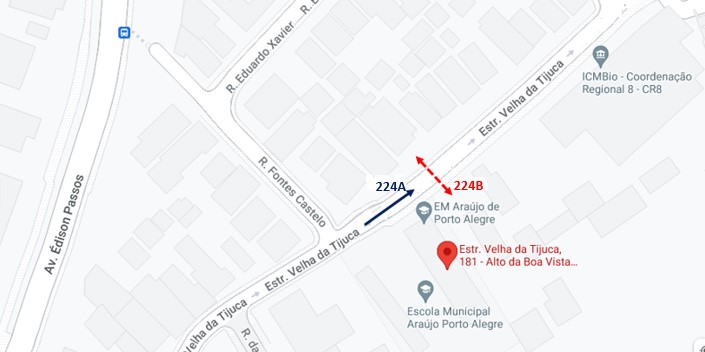 R. Eduardo Xavier
R. E
Estr. Velha da Tijuca
ICMBio - Coordenação
Regional 8 - CR8
R. Fontes Castelo
224A
224B
EM Araújo de
Porto Alegre
Av. Édison Passos
Estr. Velha da Tijuca
Estr. Velha da Tijuca,
181 - Alto da Boa Vista...
Velha da Tijuca
R. da
Escola Municipal
Araújo Porto Alegre